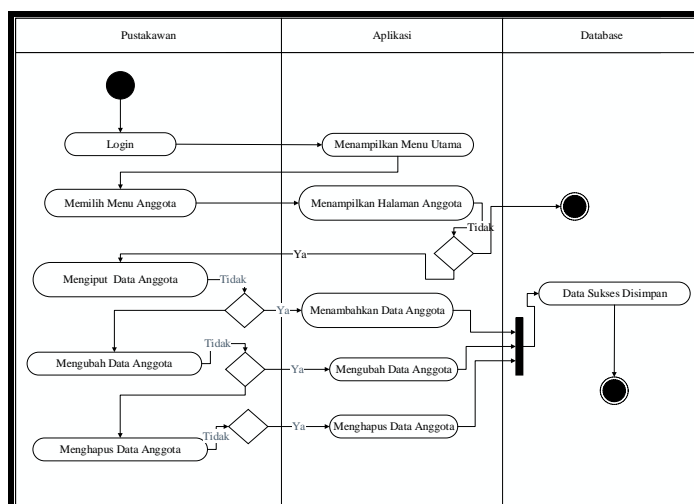 Pustakawan
Aplikasi
Database
Login
Menampilkan Menu Utama
Memilih Menu Anggota
Menampilkan Halaman Anggota
Tidak
Ya
Mengiput Data Anggota
Tidak
Ya
Menambahkan Data Anggota
Data Sukses Disimpan
Mengubah Data Anggota
Tidak
Ya
Mengubah Data Anggota
Menghapus Data Anggota
Tidak
Ya
Menghapus Data Anggota